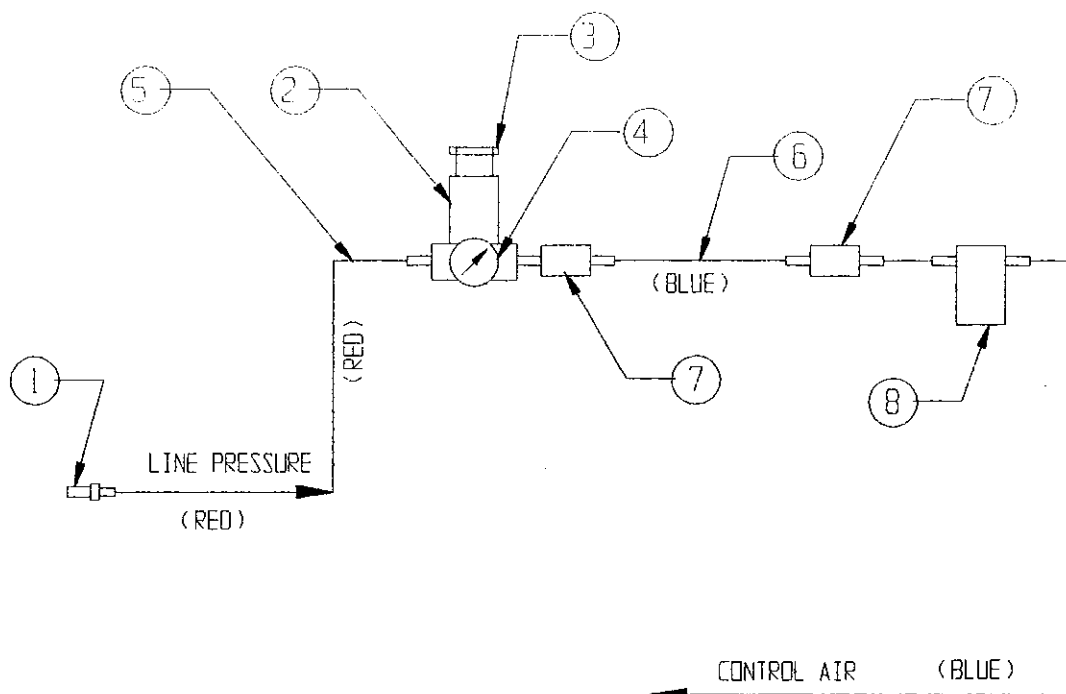 3
5
2
7
4
6
(BLUE)
(RED)
7
1
8
LINE PRESSURE
(RED)
CONTROL AIR (BLUE)